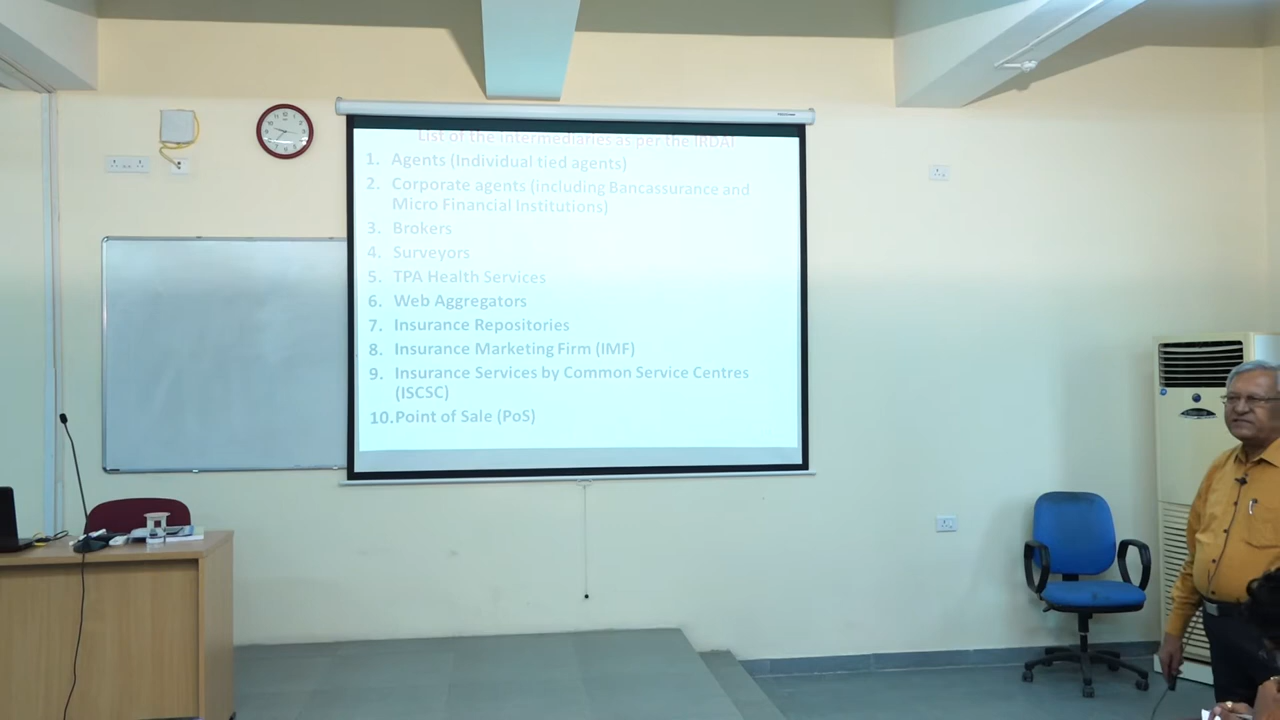 List of the Intermediaries as per the IRDAI
1. Agents (Individual tied agents)
2. Corporate agents (including Bancassurance and
Micro Financial Institutions)
3. Brokers
4. Surveyors
5. TPA Health Services
6. Web Aggregators
7. Insurance Repositories
8. Insurance Marketing Firm (IMF)
9. Insurance Services by Common Service Centres
(ISCSC)
10.Point of Sale (PoS)